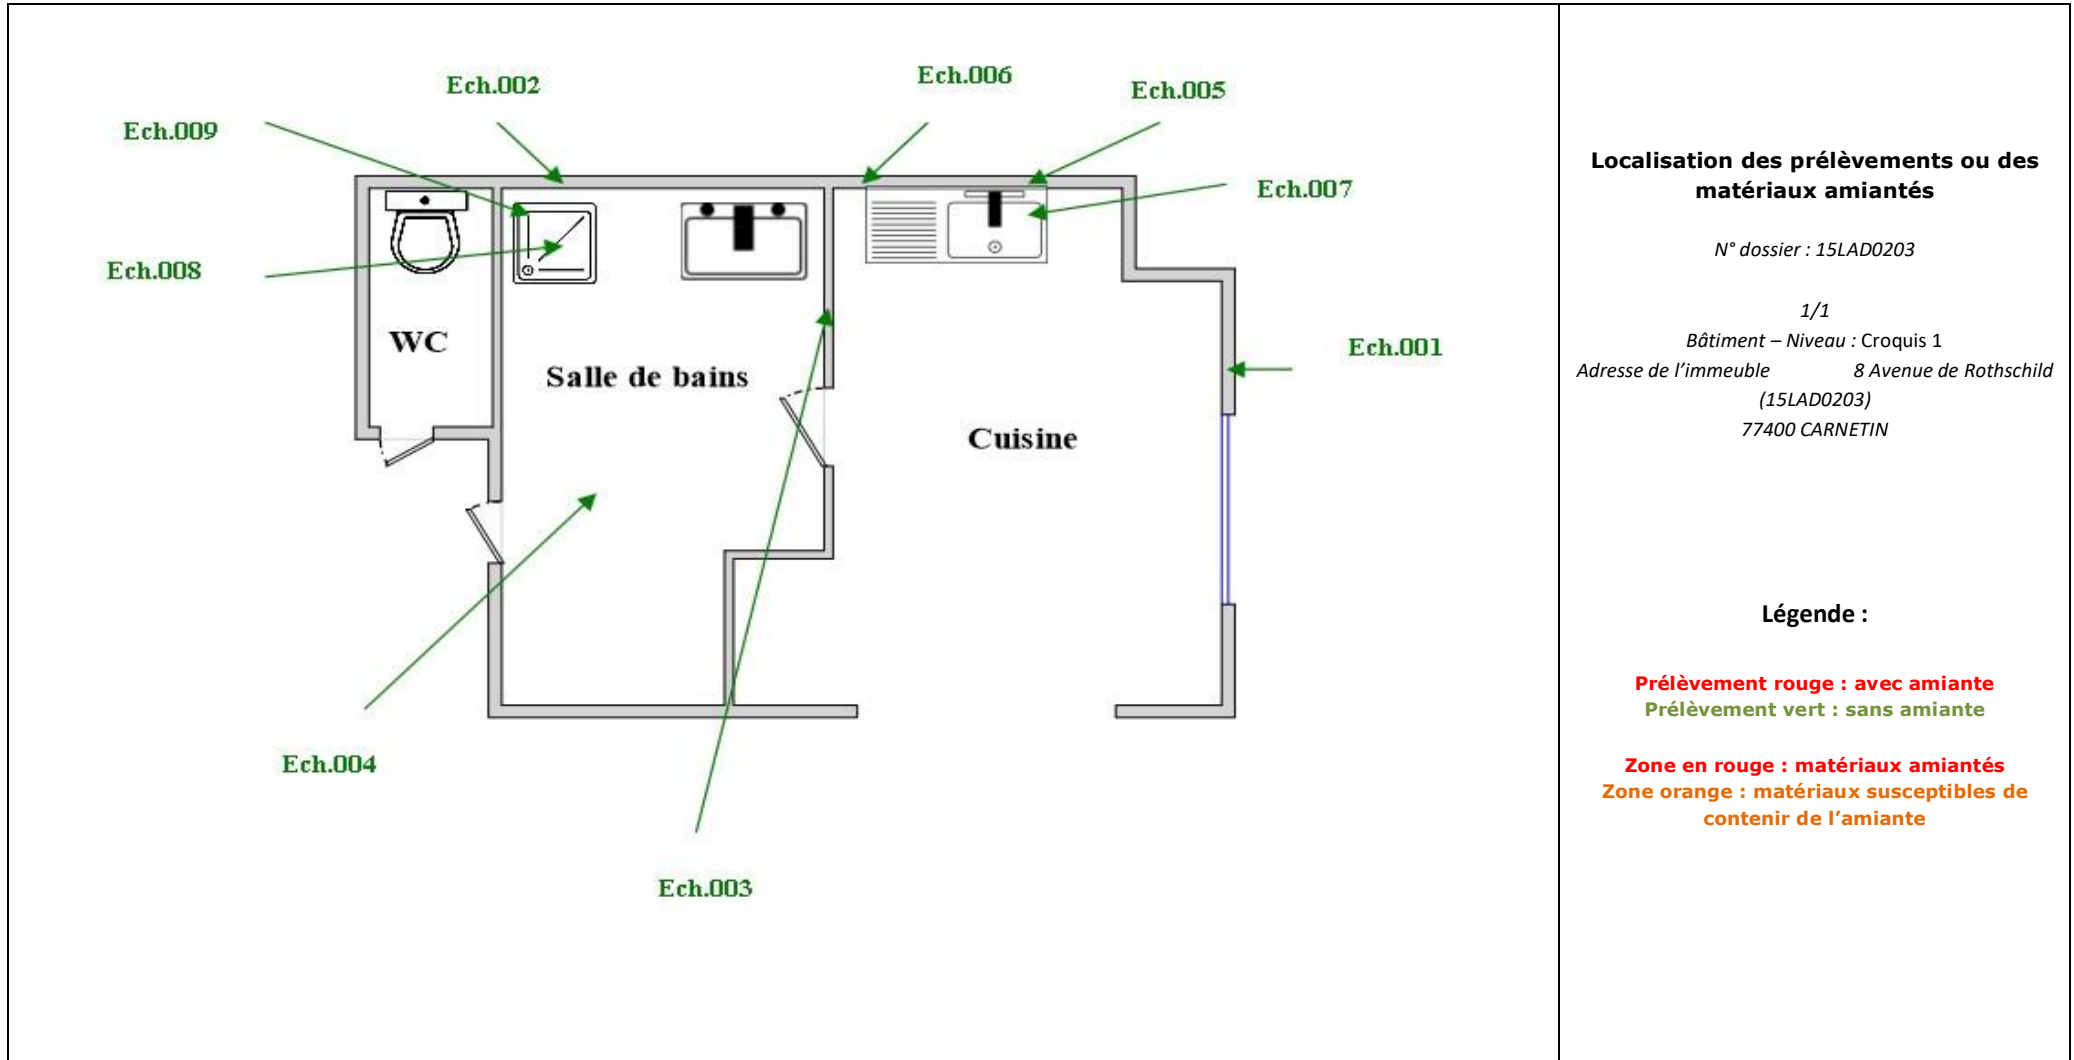 Ech.002
Ech.006
Ech.005
Ech.009
Ech.007
Ech.008
WC
Ech.001
Salle de bains
Cuisine
Ech.004
Ech.003
Localisation des prélèvements ou des
matériaux amiantés
N° dossier : 15LAD0203
1/1
Bâtiment – Niveau : Croquis 1
Adresse de l'immeuble 8 Avenue de Rothschild
(15LAD0203)
77400 CARNETIN
Légende :
Prélèvement rouge : avec amiante
Prélèvement vert : sans amiante
Zone en rouge : matériaux amiantés
Zone orange : matériaux susceptibles de
contenir de l'amiante